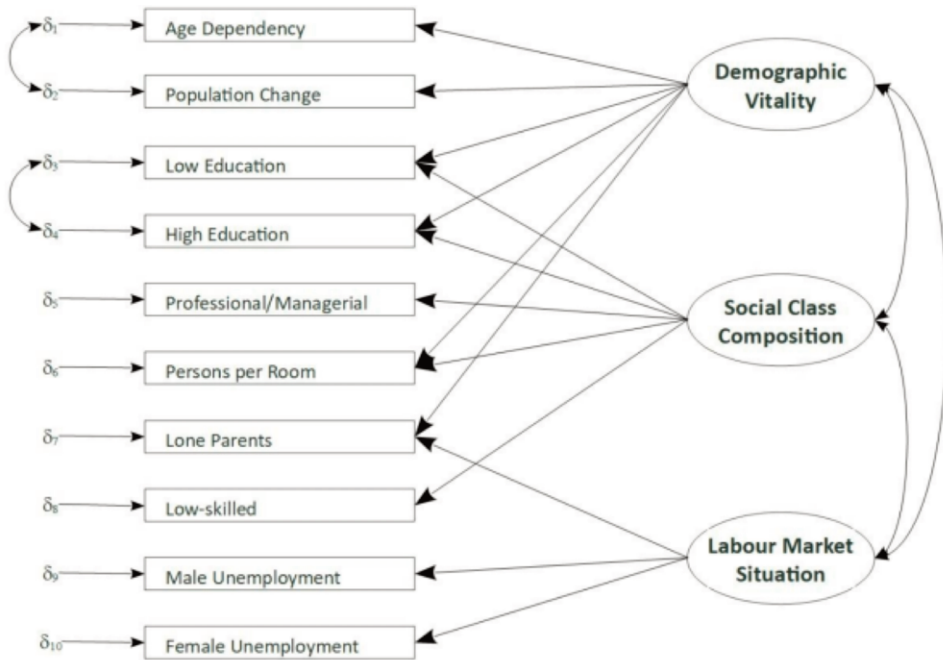 δ₁
Age Dependency
δ₂
Population Change
δ₃
Low Education
δ₄
High Education
δ₅
Professional/Managerial
δ₆
Persons per Room
δ₇
Lone Parents
δ₈
Low-skilled
δ₉
Male Unemployment
δ₁₀
Female Unemployment
Demographic
Vitality
Social Class
Composition
Labour Market
Situation